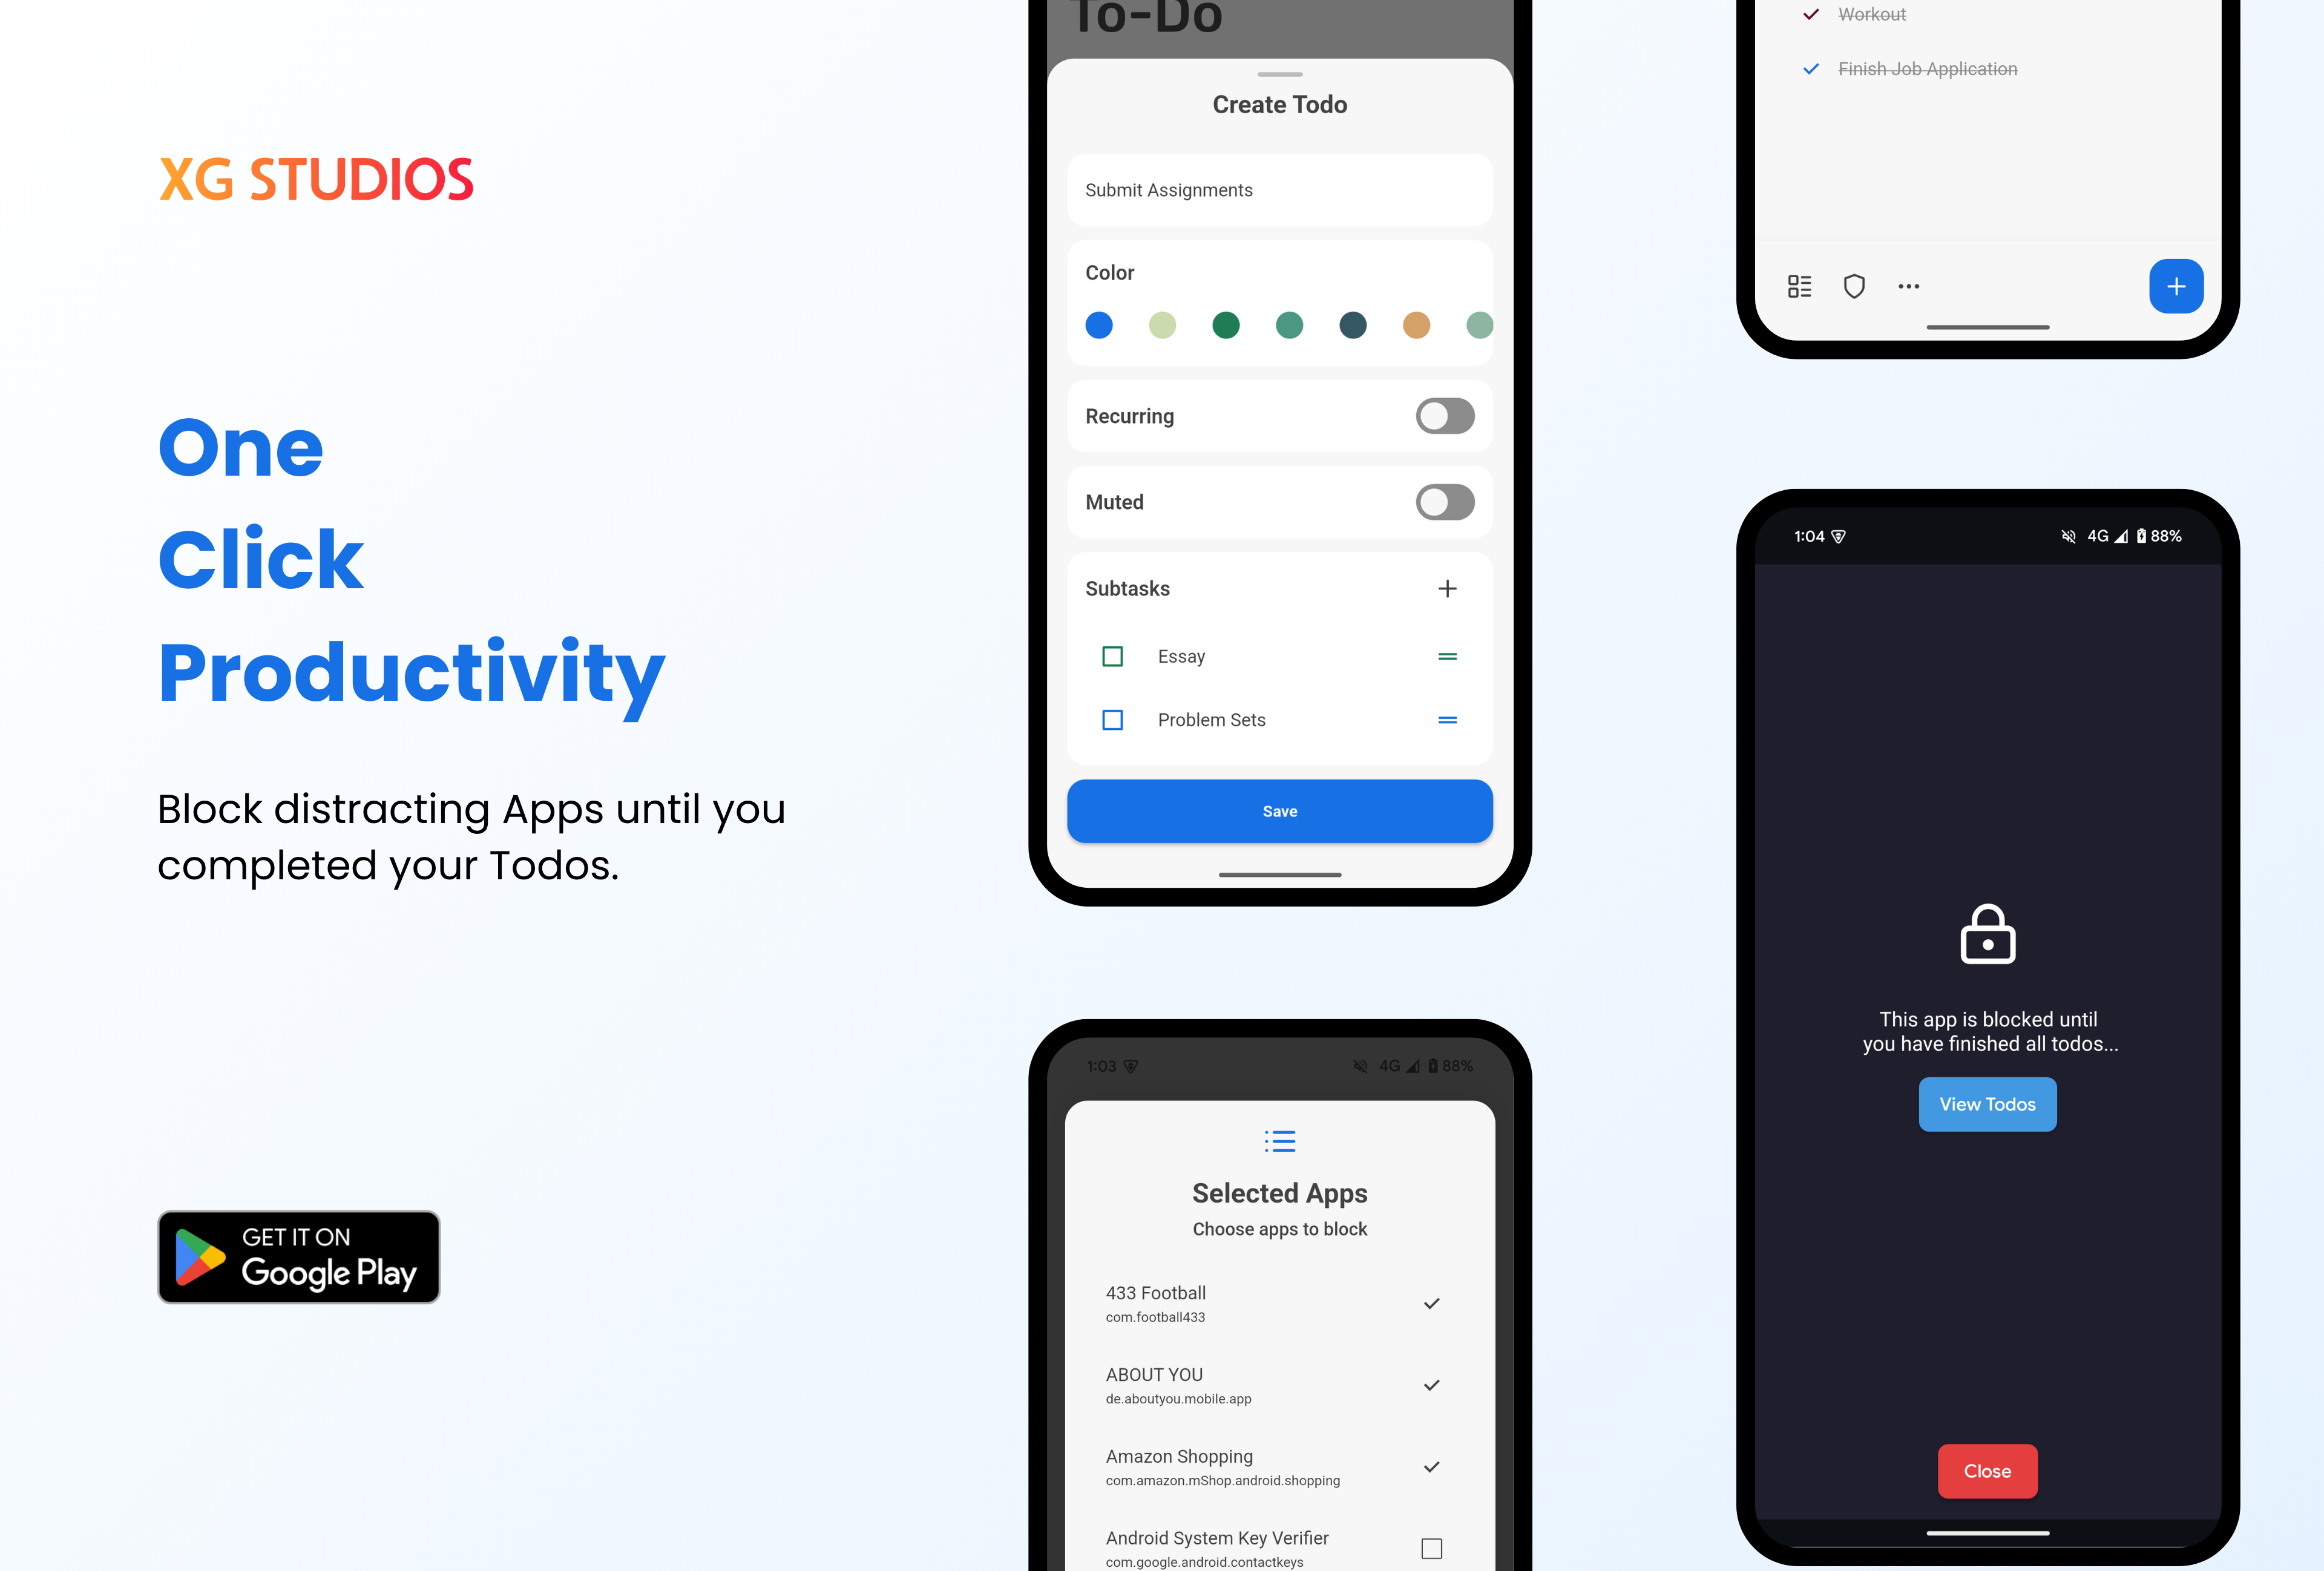 XG STUDIOS
One
Click
Productivity
Block distracting Apps until you
completed your Todos.
GET IT ON
Google Play
To-Do
Create Todo
Submit Assignments
Color
Recurring
Muted
Subtasks
Essay
Problem Sets
Save
1:03 4G 88%
Selected Apps
Choose apps to block
433 Football
com.football433
ABOUT YOU
de.aboutyou.mobile.app
Amazon Shopping
com.amazon.mShop.android.shopping
Android System Key Verifier
com.google.android.contactkeys
Workout
Finish Job Application
1:04 4G 88%
This app is blocked until
you have finished all todos...
View Todos
Close